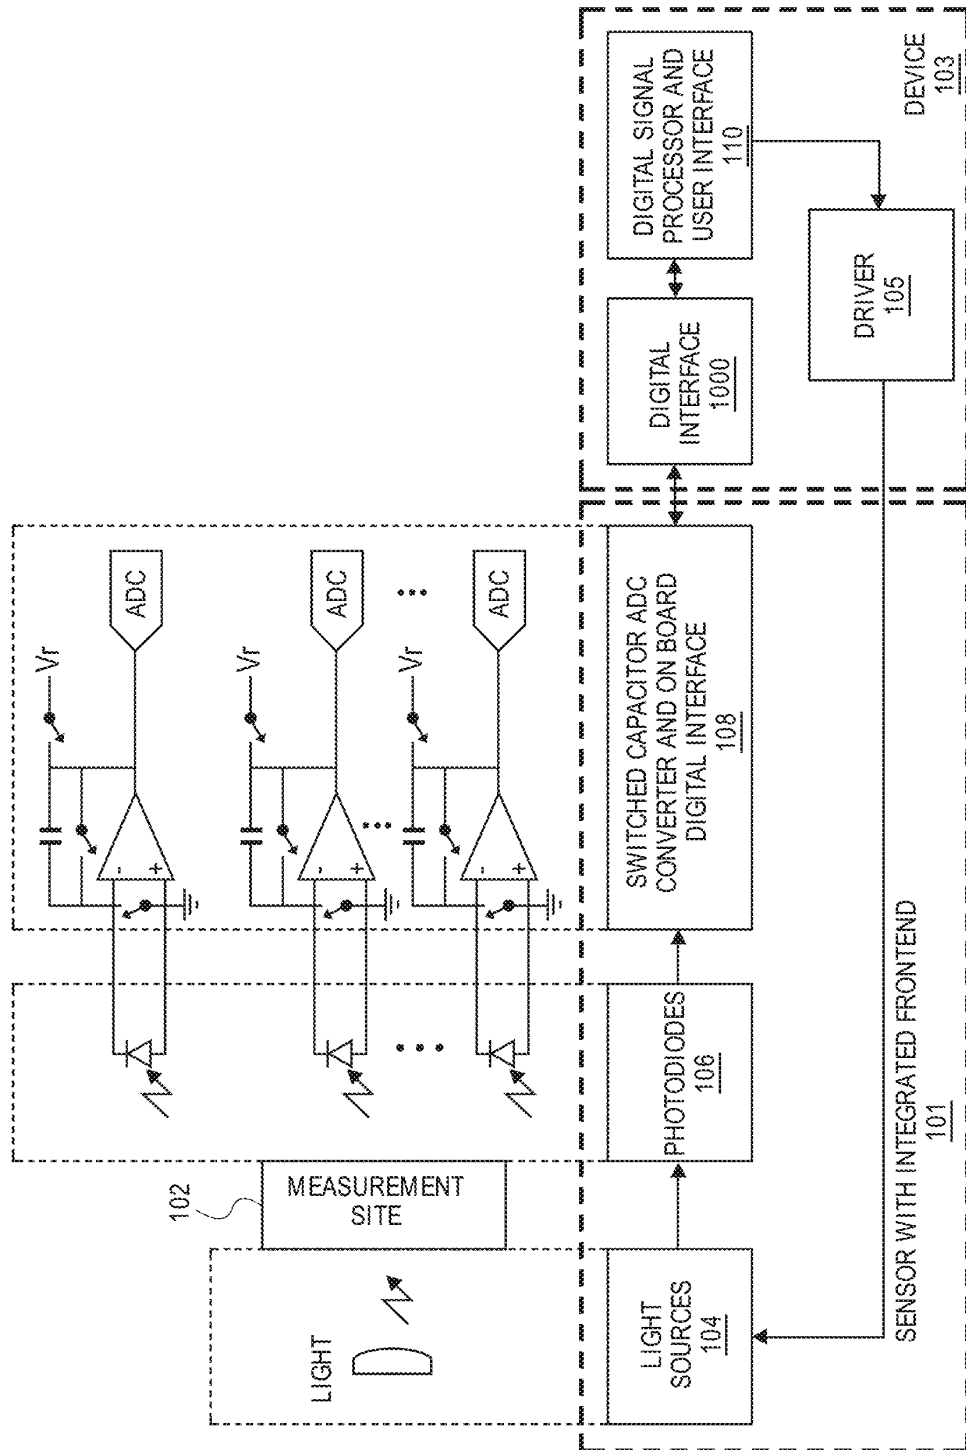 102
LIGHT
MEASUREMENT
SITE
-
+
Vr
ADC
-
+
Vr
ADC
-
+
Vr
ADC
LIGHT
SOURCES
104
PHOTODIODES
106
SWITCHED CAPACITOR ADC
CONVERTER AND ON BOARD
DIGITAL INTERFACE
108
DIGITAL
INTERFACE
1000
DIGITAL SIGNAL
PROCESSOR AND
USER INTERFACE
110
DRIVER
105
SENSOR WITH INTEGRATED FRONTEND
101
DEVICE
103